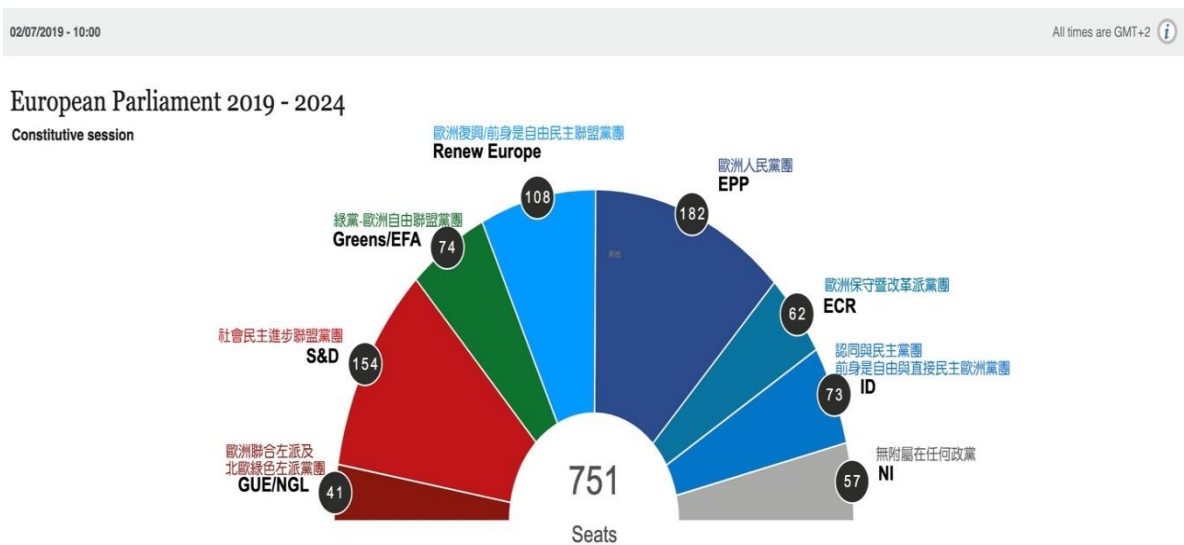 02/07/2019 - 10:00
All times are GMT+2 i
European Parliament 2019 - 2024
Constitutive session
歐洲復興/前身是自由民主聯盟黨團
Renew Europe
108
歐洲人民黨團
EPP
182
綠黨-歐洲自由聯盟黨團
Greens/EFA
74
歐洲保守暨改革派黨團
ECR
62
社會民主進步聯盟黨團
S&D
154
認同與民主黨團
前身是自由與直接民主歐洲黨團
ID
73
歐洲聯合左派及
北歐綠色左派黨團
GUE/NGL
41
無附屬在任何政黨
NI
57
751
Seats